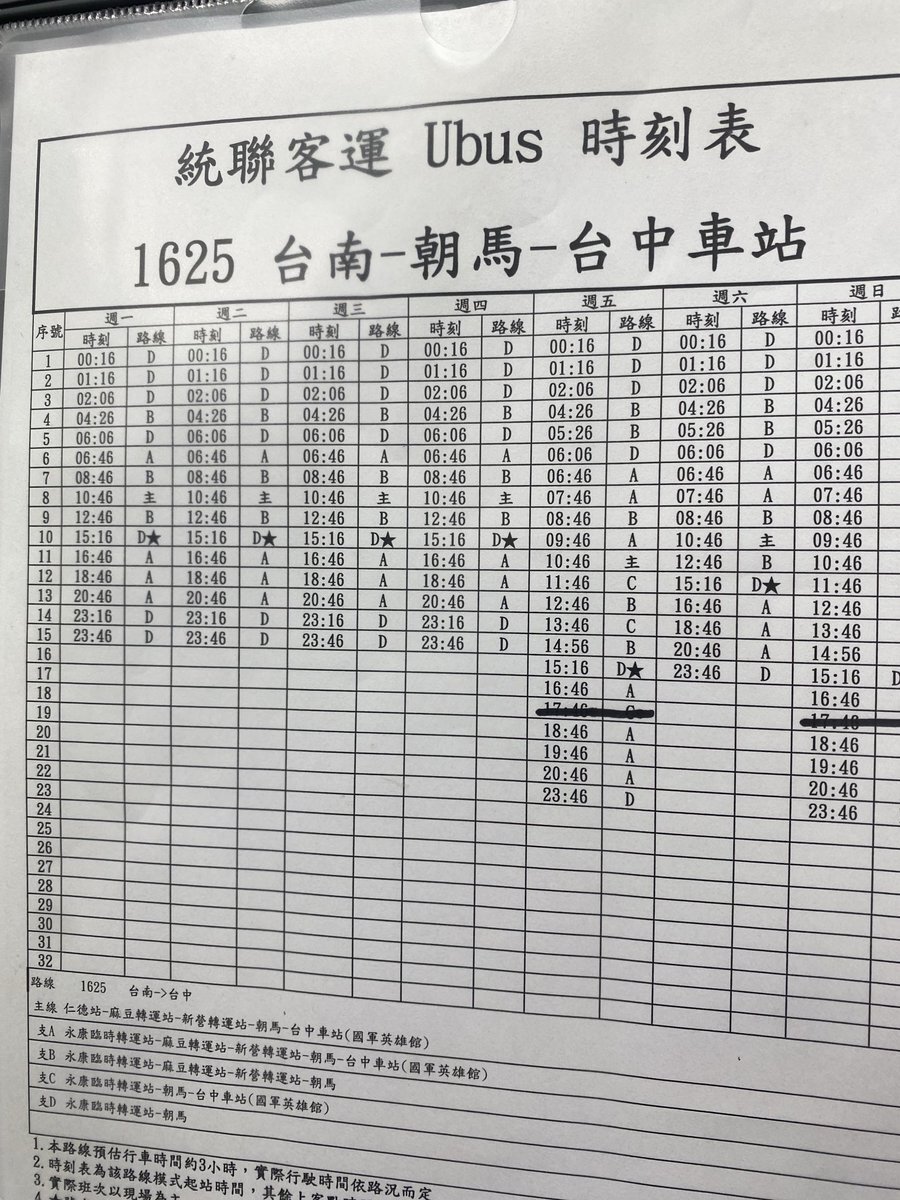 統聯客運 Ubus 時刻表
1625 台南-朝馬-台中車站
序號 週一 週二 週三 週四 週五 週六 週日
時刻 路線 時刻 路線 時刻 路線 時刻 路線 時刻 路線 時刻 路線 時刻
1 00:16 D 00:16 D 00:16 D 00:16 D 00:16 D 00:16 D 00:16
2 01:16 D 01:16 D 01:16 D 01:16 D 01:16 D 01:16 D 01:16
3 02:06 D 02:06 D 02:06 D 02:06 D 02:06 D 02:06 D 02:06
4 04:26 B 04:26 B 04:26 B 04:26 B 04:26 B 04:26 B 04:26
5 06:06 D 06:06 D 06:06 D 06:06 D 05:26 B 05:26 B 05:26
6 06:46 A 06:46 A 06:46 A 06:46 A 06:06 D 06:06 D 06:06
7 08:46 B 08:46 B 08:46 B 08:46 B 06:46 A 06:46 A 06:46
8 10:46 主 10:46 主 10:46 主 10:46 主 07:46 A 07:46 A 07:46
9 12:46 B 12:46 B 12:46 B 12:46 B 08:46 B 08:46 B 08:46
10 15:16 D★ 15:16 D★ 15:16 D★ 15:16 D★ 09:46 A 10:46 主 09:46
11 16:46 A 16:46 A 16:46 A 16:46 A 10:46 主 12:46 B 10:46
12 18:46 A 18:46 A 18:46 A 18:46 A 11:46 C 15:16 D★ 11:46
13 20:46 A 20:46 A 20:46 A 20:46 A 12:46 B 16:46 A 12:46
14 23:16 D 23:16 D 23:16 D 23:16 D 13:46 C 18:46 A 13:46
15 23:46 D 23:46 D 23:46 D 23:46 D 14:56 B 20:46 A 14:56
16 15:16 D★ 23:46 D 15:16 D
17 16:46 A 16:46
18 17:46 C 17:46
19 18:46 A 18:46
20 19:46 A 19:46
21 20:46 A 20:46
22 23:46 D 23:46
23
24
25
26
27
28
29
30
31
32
路線 1625 台南->台中
主線 仁德站-麻豆轉運站-新營轉運站-朝馬-台中車站(國軍英雄館)
支A 永康臨時轉運站-麻豆轉運站-新營轉運站-朝馬-台中車站(國軍英雄館)
支B 永康臨時轉運站-麻豆轉運站-新營轉運站-朝馬
支C 永康臨時轉運站-朝馬-台中車站(國軍英雄館)
支D 永康臨時轉運站-朝馬
1.本路線預估行車時間約3小時，實際行駛時間依路況而定
2.時刻表為該路線模式起站時間，其餘上客點時
3.實際班次以現場為主